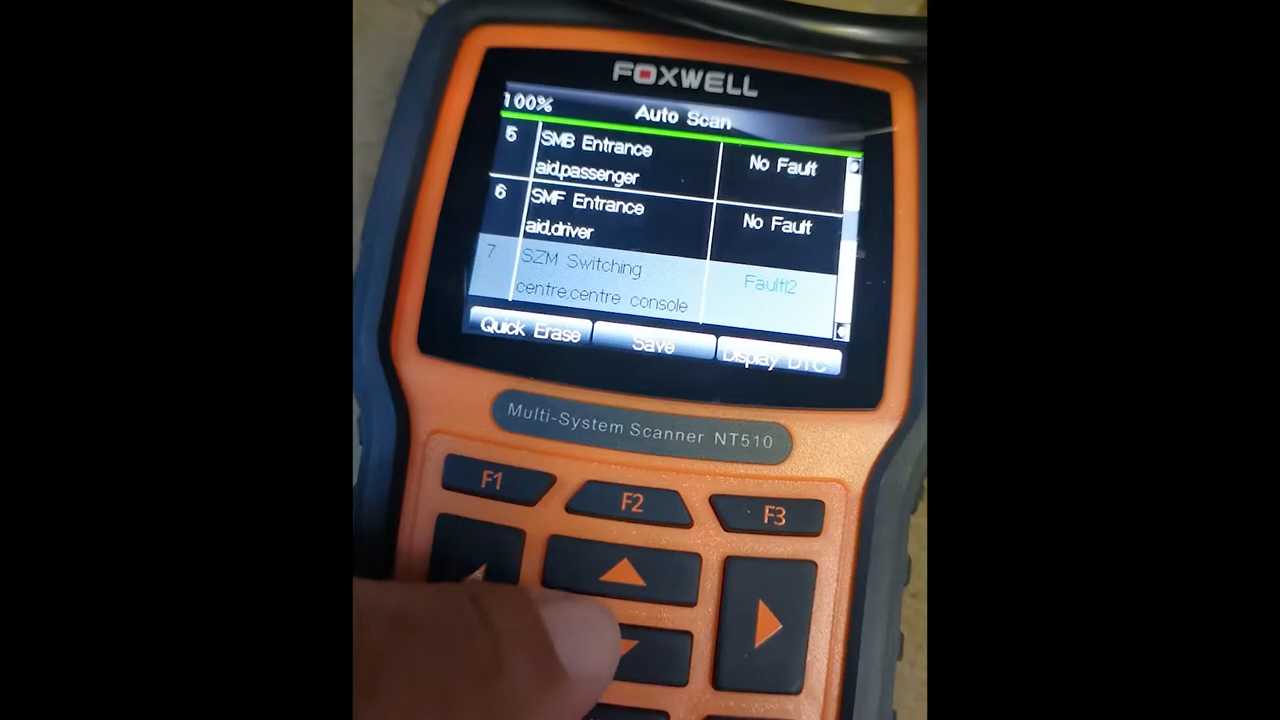 FOXWELL
100% Auto Scan
5 SMB Entrance No Fault
aid,passenger
6 SMF Entrance No Fault
aid,driver
7 SZM Switching Fault|2
centre,centre console
Quick Erase Save Display DTC
Multi-System Scanner NT510
F1 F2 F3